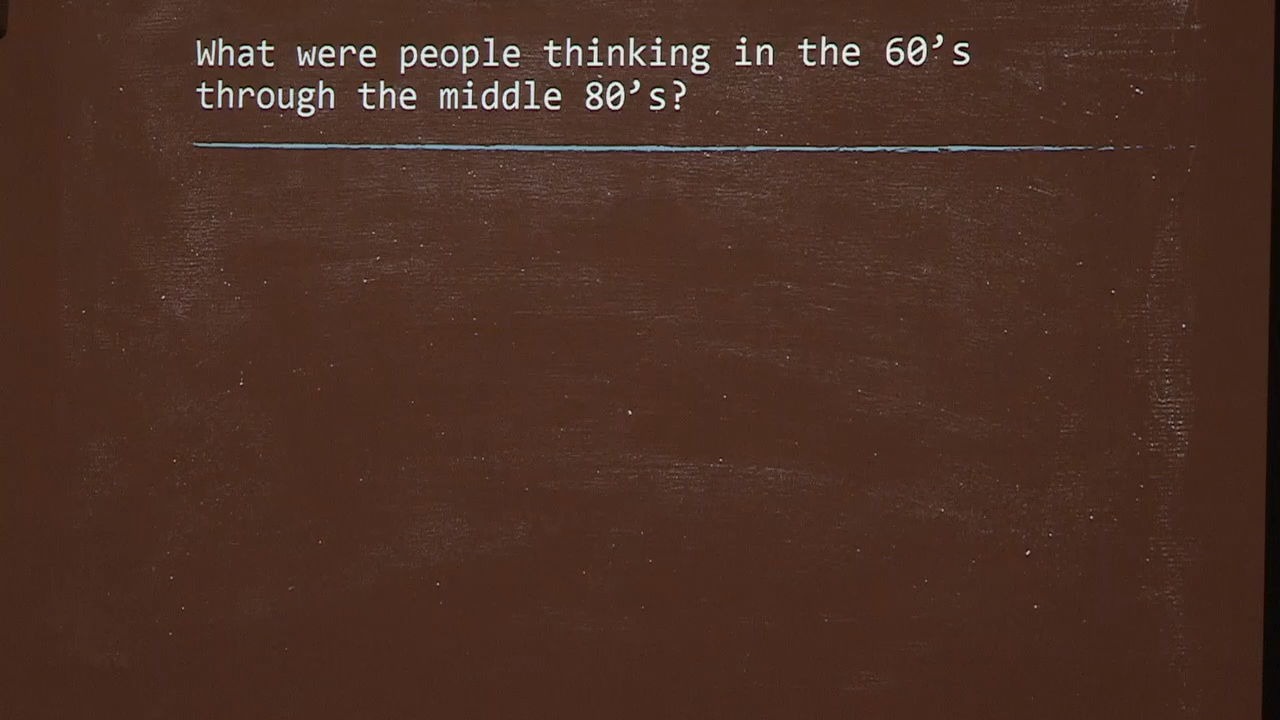 What were people thinking in the 60’s
through the middle 80’s?